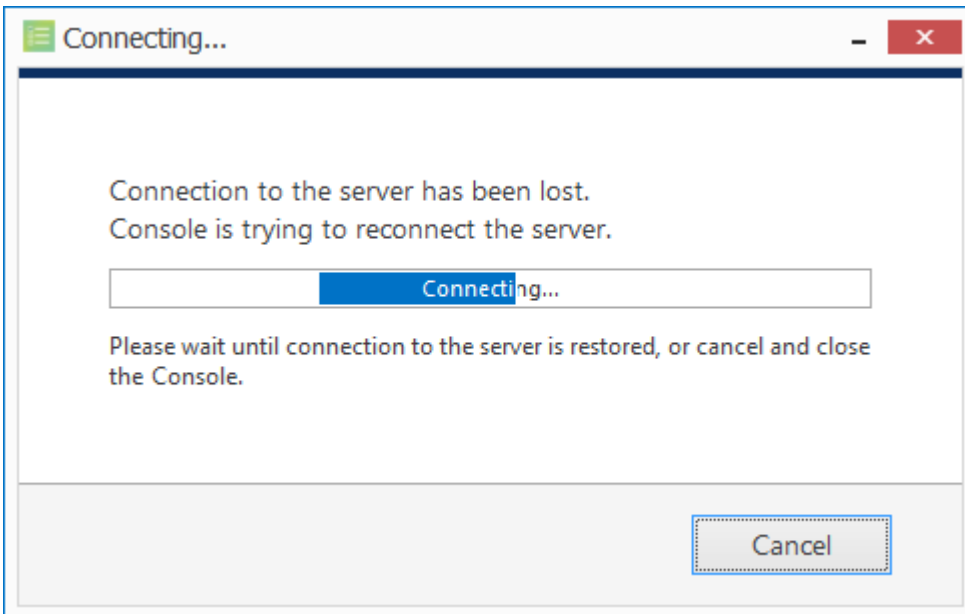 Connecting...
Connection to the server has been lost.
Console is trying to reconnect the server.
Connecting...
Please wait until connection to the server is restored, or cancel and close
the Console.
Cancel